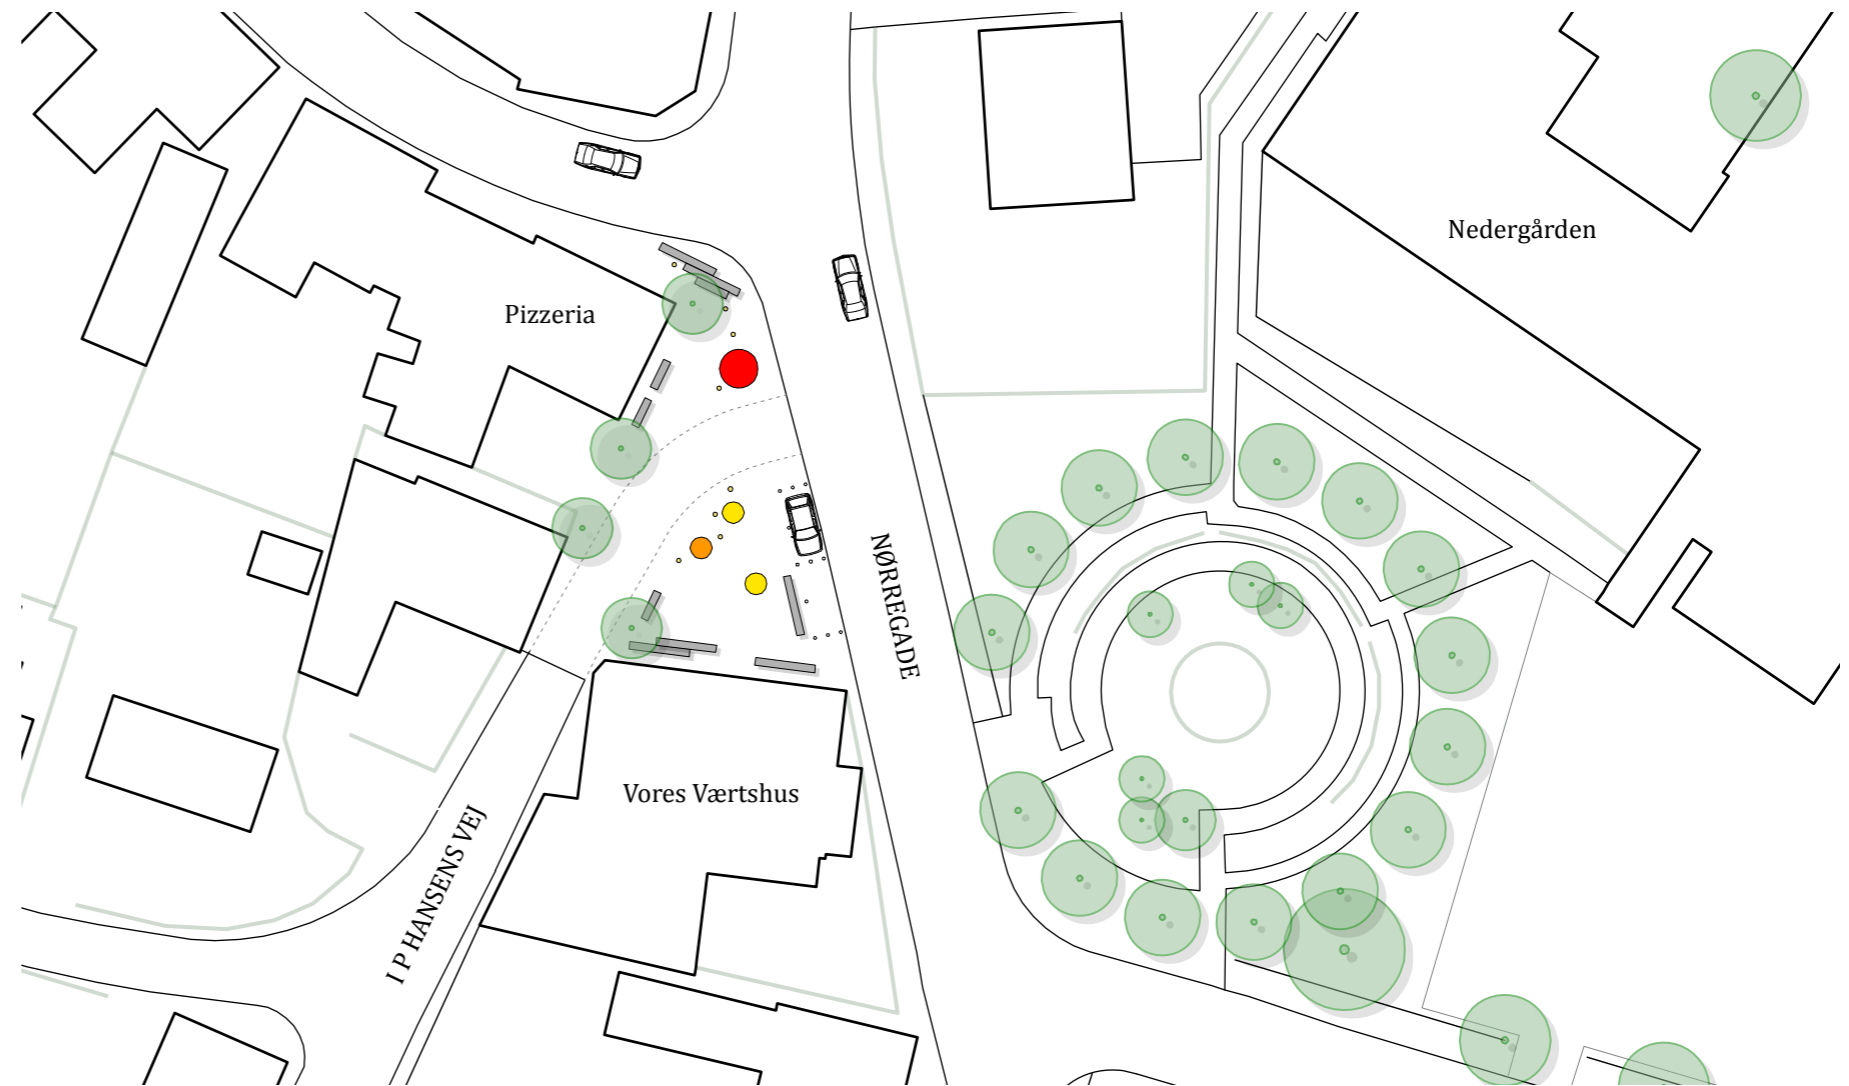 Nedergården
Pizzeria
NØRREGADE
Vores Værtshus
I P HANSENS VEJ